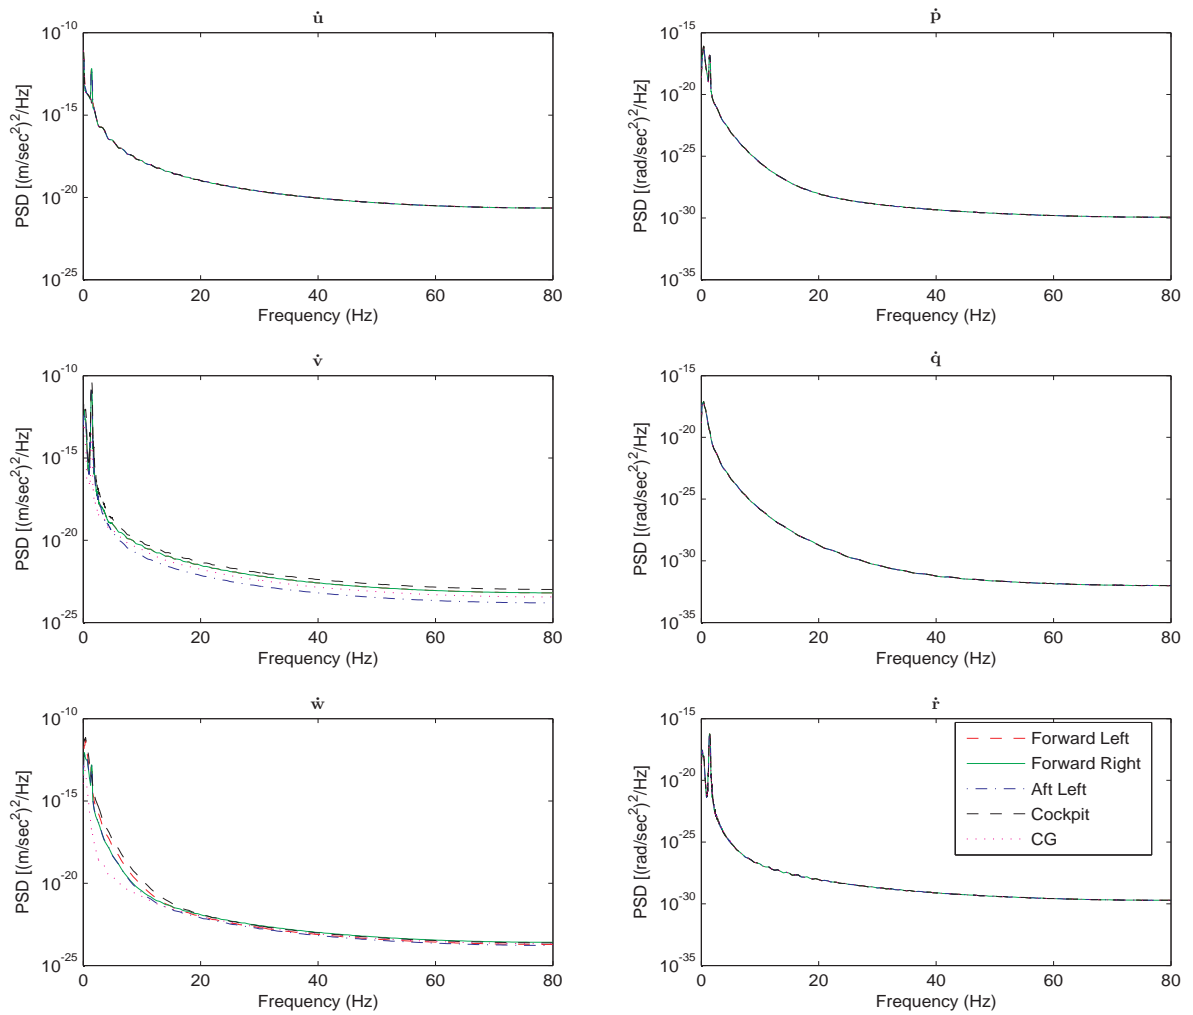 u̇
10^-10
10^-15
10^-20
10^-25
PSD [(m/sec^2)^2/Hz]
0 20 40 60 80
Frequency (Hz)
ṗ
10^-15
10^-20
10^-25
10^-30
10^-35
PSD [(rad/sec^2)^2/Hz]
0 20 40 60 80
Frequency (Hz)
v̇
10^-10
10^-15
10^-20
10^-25
PSD [(m/sec^2)^2/Hz]
0 20 40 60 80
Frequency (Hz)
q̇
10^-15
10^-20
10^-25
10^-30
10^-35
PSD [(rad/sec^2)^2/Hz]
0 20 40 60 80
Frequency (Hz)
ẇ
10^-10
10^-15
10^-20
10^-25
PSD [(m/sec^2)^2/Hz]
0 20 40 60 80
Frequency (Hz)
ṙ
10^-15
10^-20
10^-25
10^-30
10^-35
PSD [(rad/sec^2)^2/Hz]
0 20 40 60 80
Frequency (Hz)
Forward Left
Forward Right
Aft Left
Cockpit
CG